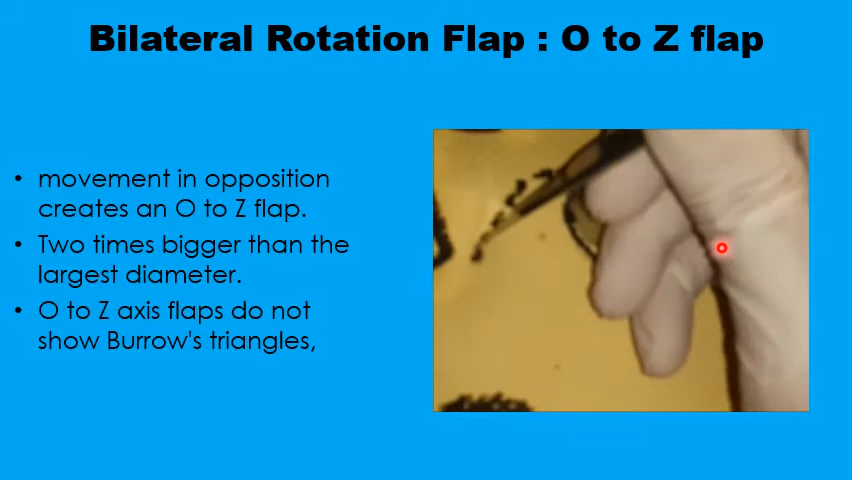 Bilateral Rotation Flap : O to Z flap
• movement in opposition
creates an O to Z flap.
• Two times bigger than the
largest diameter.
• O to Z axis flaps do not
show Burrow's triangles,